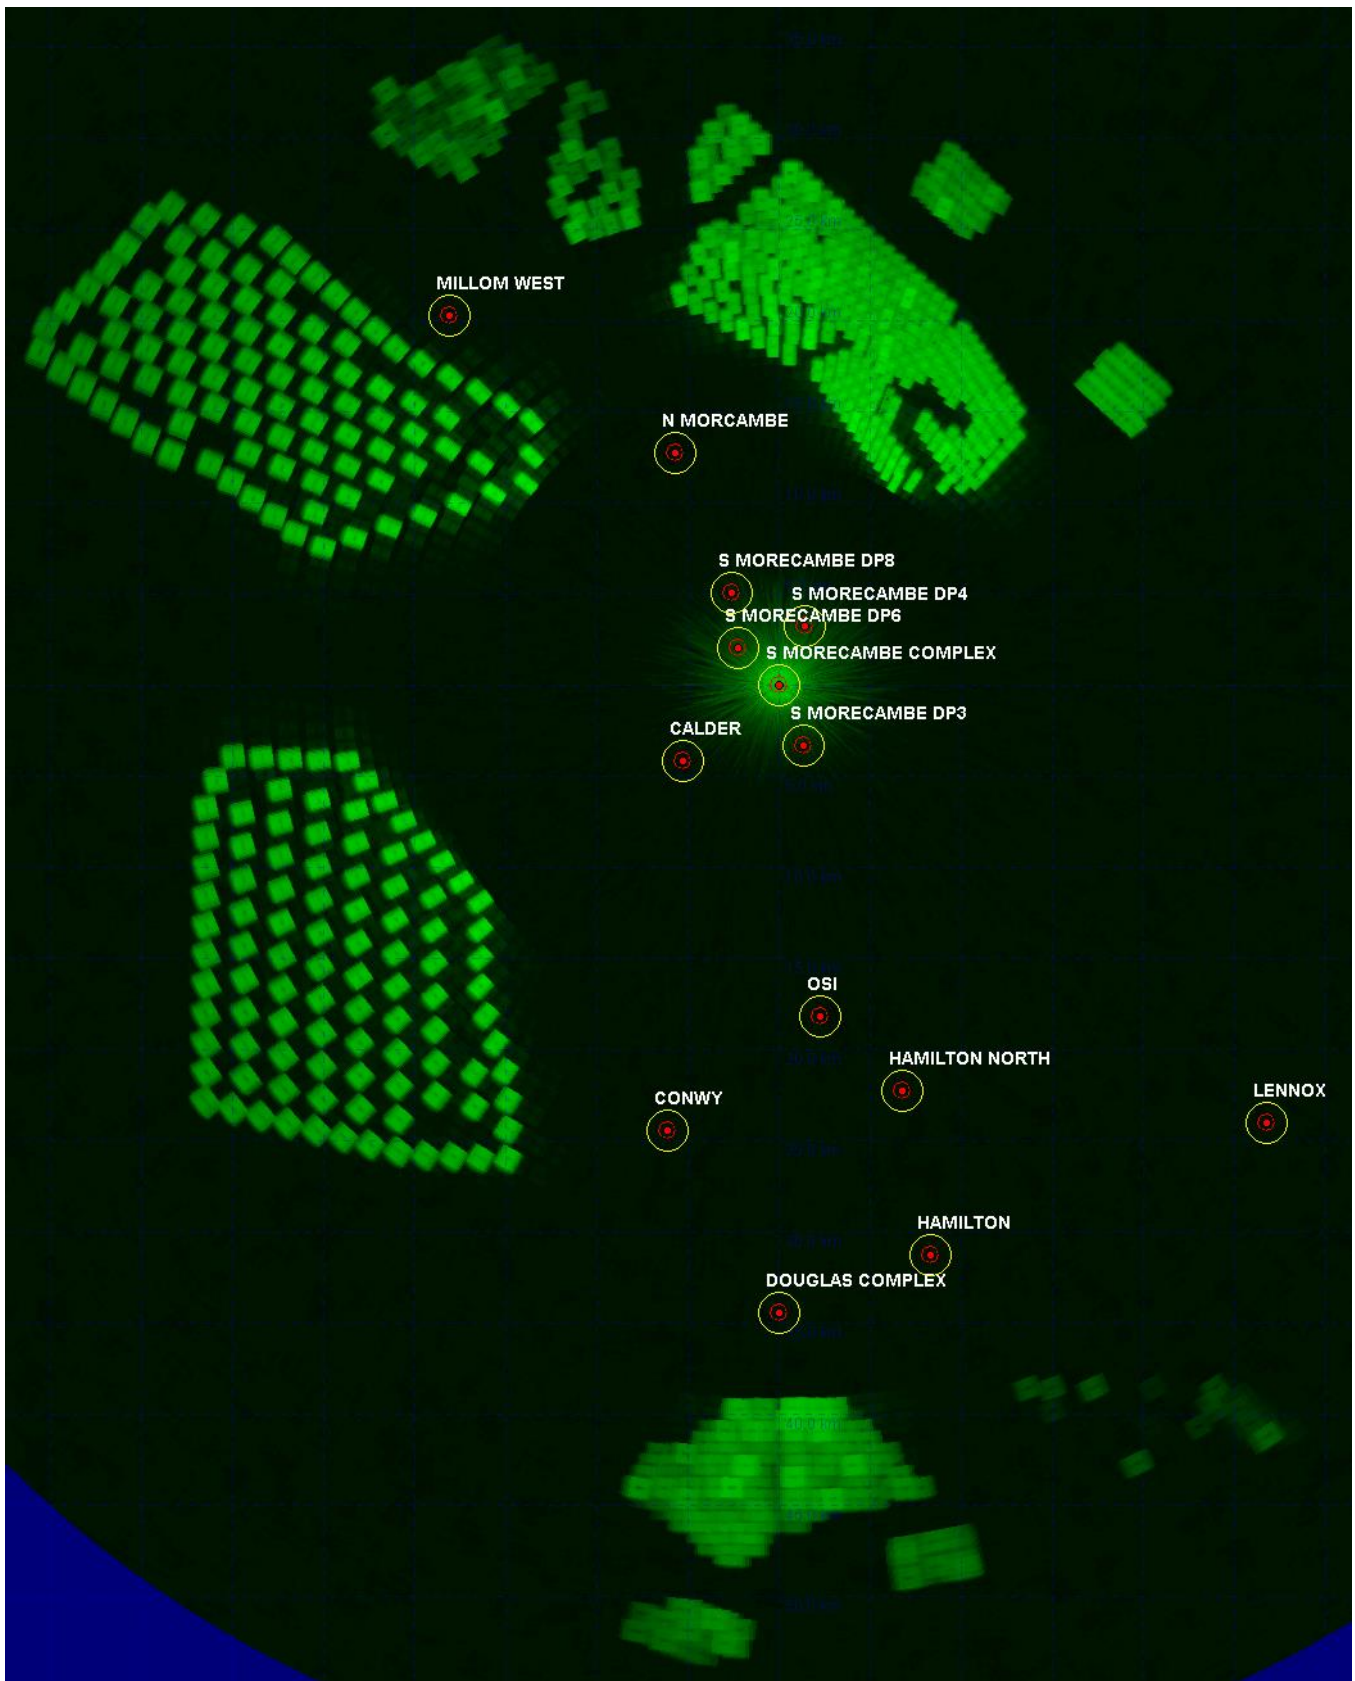 MILLOM WEST
N MORCAMBE
S MORECAMBE DP8
S MORECAMBE DP4
S MORECAMBE DP6
S MORECAMBE COMPLEX
S MORECAMBE DP3
CALDER
OSI
HAMILTON NORTH
LENNOX
CONWY
HAMILTON
DOUGLAS COMPLEX